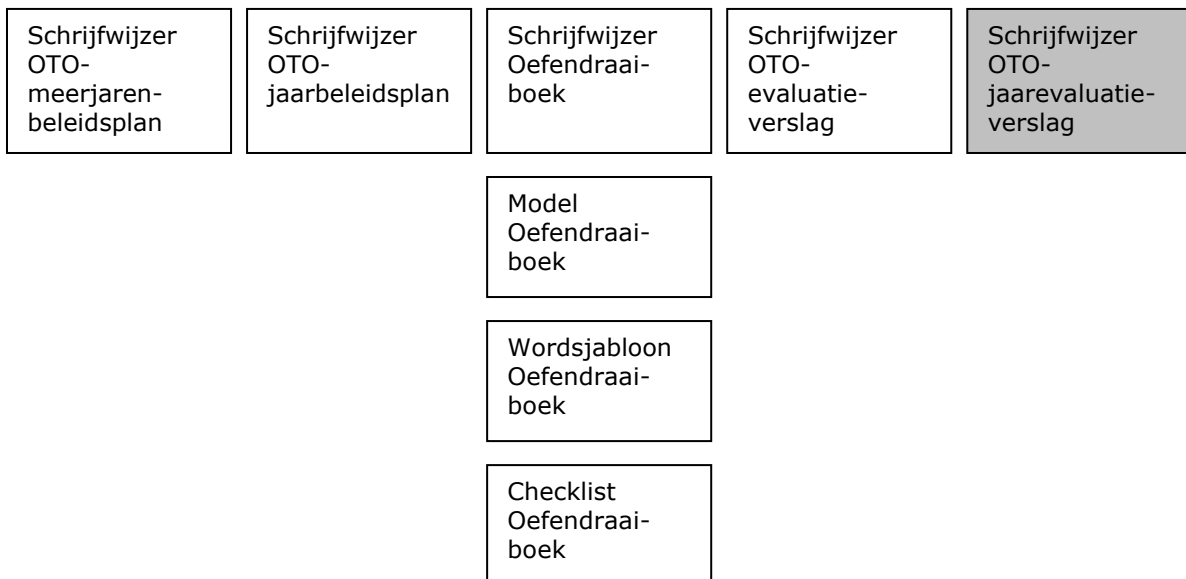 Schrijfwijzer
OTO-
meerjaren-
beleidsplan
Schrijfwijzer
OTO-
jaarbeleidsplan
Schrijfwijzer
Oefendraai-
boek
Schrijfwijzer
OTO-
evaluatie-
verslag
Schrijfwijzer
OTO-
jaarevaluatie-
verslag
Model
Oefendraai-
boek
Wordsjabloon
Oefendraai-
boek
Checklist
Oefendraai-
boek